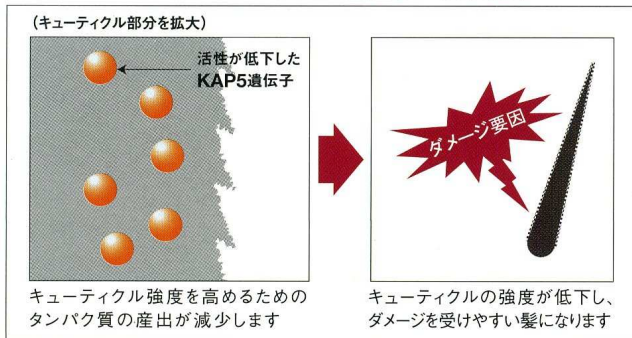 （キューティクル部分を拡大）
活性が低下した
KAP5遺伝子
キューティクル強度を高めるための
タンパク質の産出が減少します
ダメージ要因
キューティクルの強度が低下し、
ダメージを受けやすい髪になります